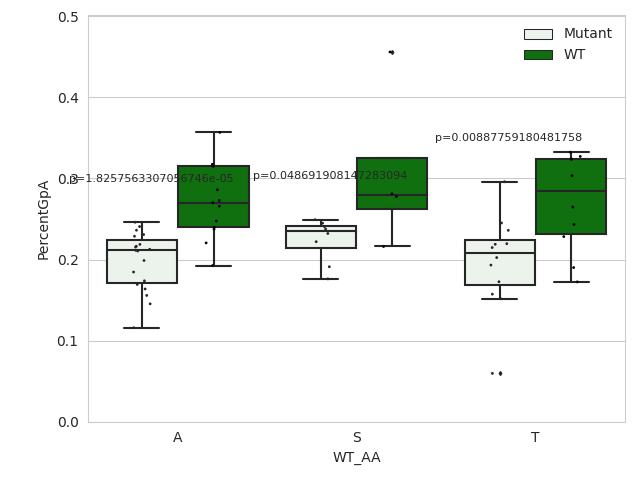 0.5
Mutant
WT
0.4
p=0.00887759180481758
p=0.048691908147283094
p=1.8257563307056746e-05
0.3
PercentGpA
0.2
0.1
0.0
A S T
WT_AA